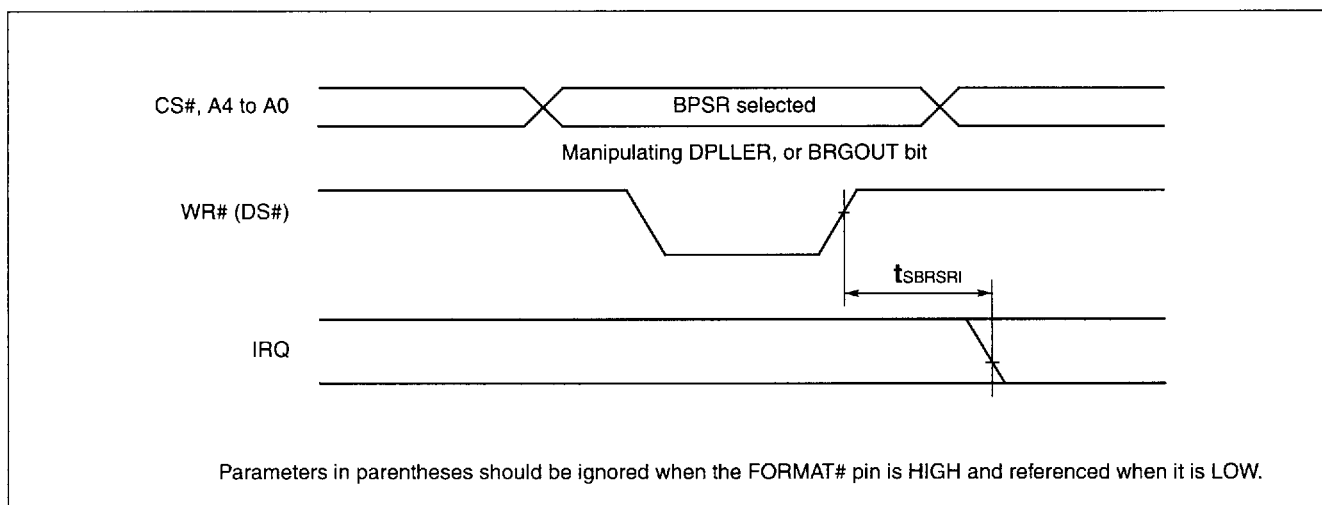 CS#, A4 to A0
BPSR selected
Manipulating DPLLER, or BRGOUT bit
WR# (DS#)
tSBRSRI
IRQ
Parameters in parentheses should be ignored when the FORMAT# pin is HIGH and referenced when it is LOW.